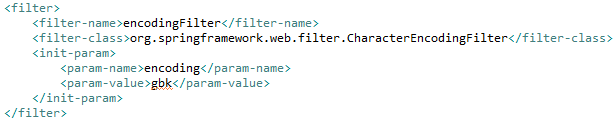 <filter>
    <filter-name>encodingFilter</filter-name>
    <filter-class>org.springframework.web.filter.CharacterEncodingFilter</filter-class>
    <init-param>
        <param-name>encoding</param-name>
        <param-value>gbk</param-value>
    </init-param>
</filter>